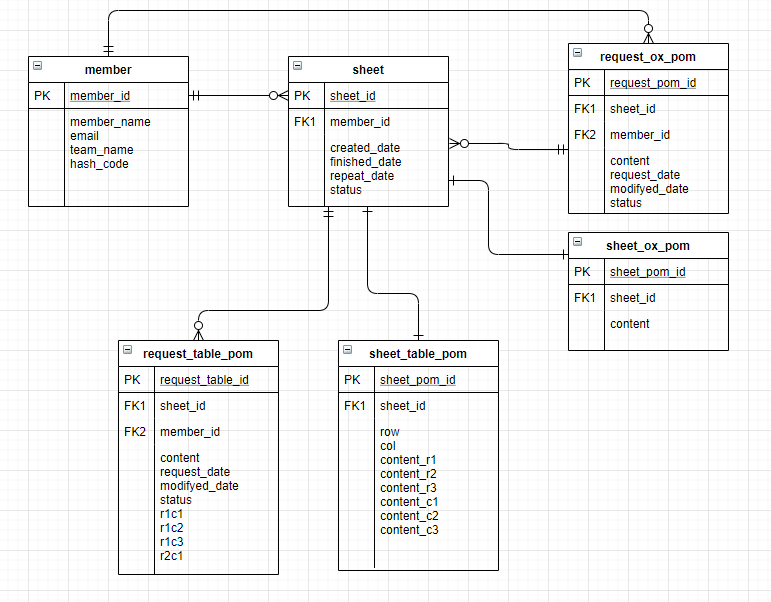 member
PK member_id
member_name
email
team_name
hash_code
sheet
PK sheet_id
FK1 member_id
created_date
finished_date
repeat_date
status
request_ox_pom
PK request_pom_id
FK1 sheet_id
FK2 member_id
content
request_date
modifyed_date
status
sheet_ox_pom
PK sheet_pom_id
FK1 sheet_id
content
request_table_pom
PK request_table_id
FK1 sheet_id
FK2 member_id
content
request_date
modifyed_date
status
r1c1
r1c2
r1c3
r2c1
sheet_table_pom
PK sheet_pom_id
FK1 sheet_id
row
col
content_r1
content_r2
content_r3
content_c1
content_c2
content_c3